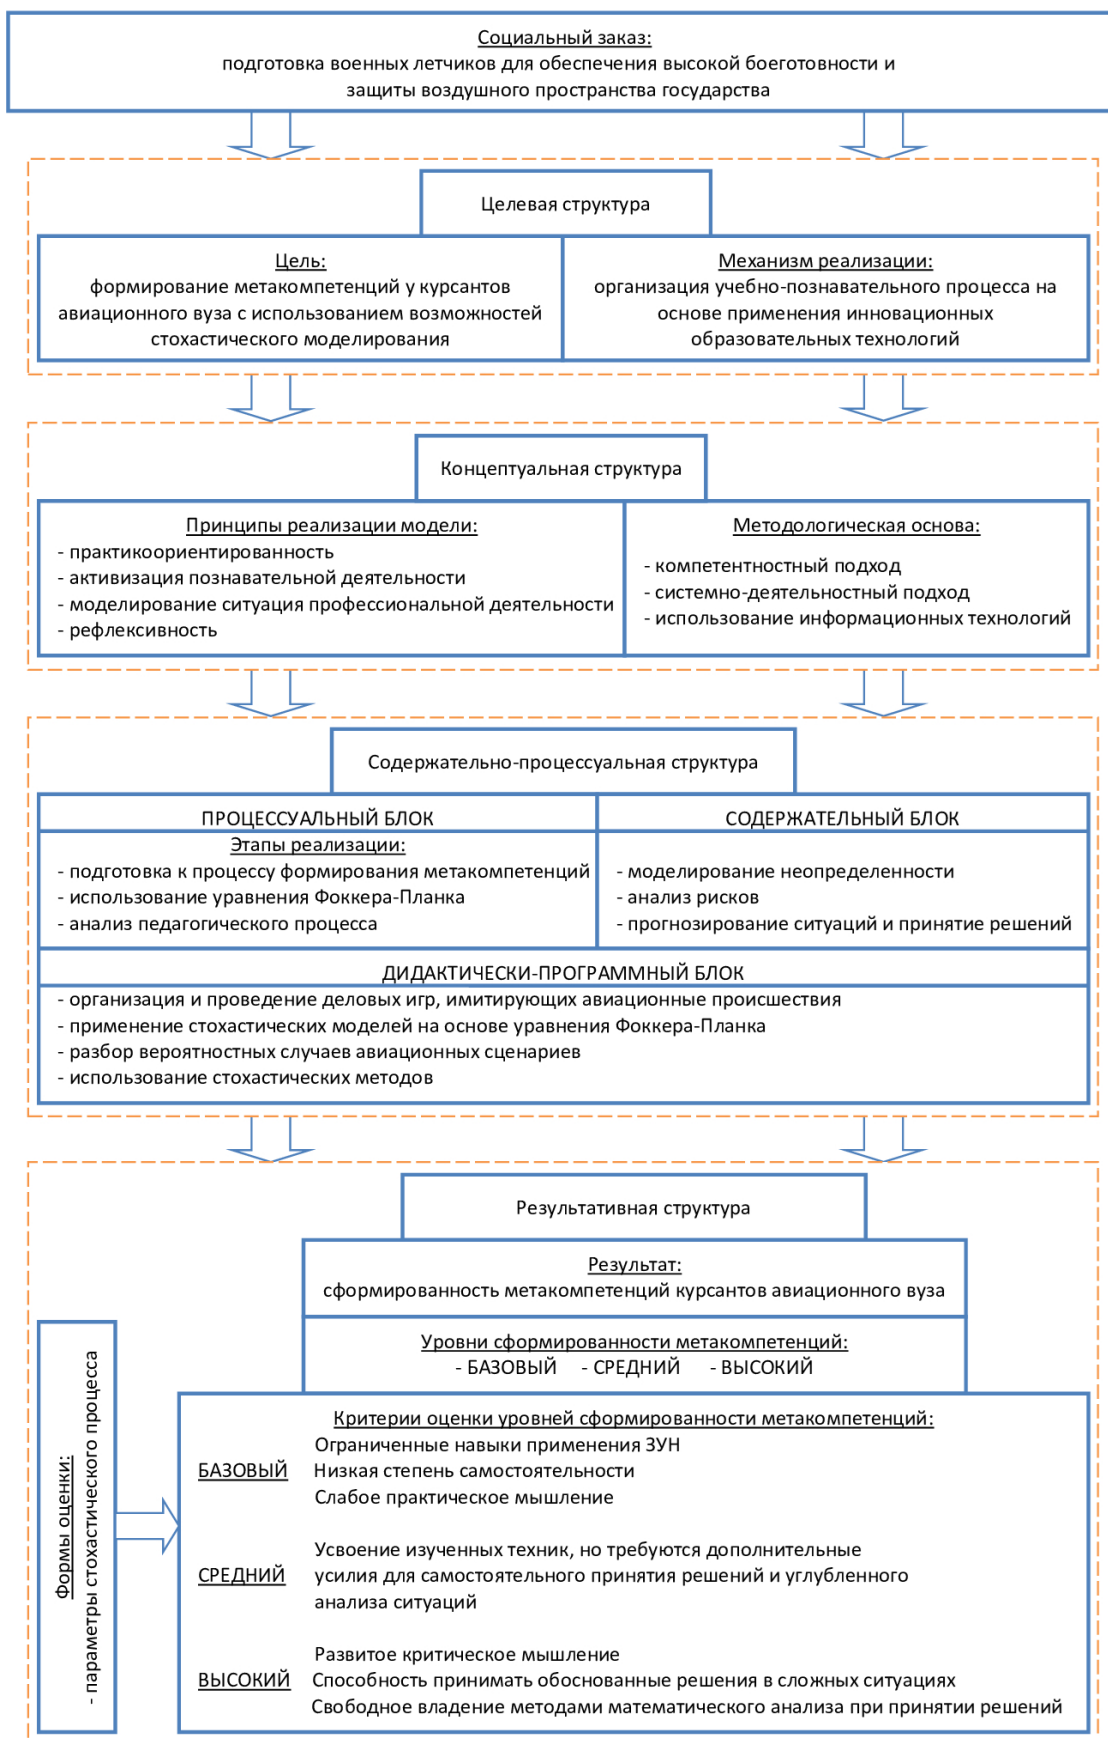 Социальный заказ:
подготовка военных летчиков для обеспечения высокой боеготовности и
защиты воздушного пространства государства
Целевая структура
Цель:
формирование метакомпетенций у курсантов
авиационного вуза с использованием возможностей
стохастического моделирования
Механизм реализации:
организация учебно-познавательного процесса на
основе применения инновационных
образовательных технологий
Концептуальная структура
Принципы реализации модели:
- практикоориентированность
- активизация познавательной деятельности
- моделирование ситуация профессиональной деятельности
- рефлексивность
Методологическая основа:
- компетентностный подход
- системно-деятельностный подход
- использование информационных технологий
Содержательно-процессуальная структура
ПРОЦЕССУАЛЬНЫЙ БЛОК
Этапы реализации:
- подготовка к процессу формирования метакомпетенций
- использование уравнения Фоккера-Планка
- анализ педагогического процесса
СОДЕРЖАТЕЛЬНЫЙ БЛОК
- моделирование неопределенности
- анализ рисков
- прогнозирование ситуаций и принятие решений
ДИДАКТИЧЕСКИ-ПРОГРАММНЫЙ БЛОК
- организация и проведение деловых игр, имитирующих авиационные происшествия
- применение стохастических моделей на основе уравнения Фоккера-Планка
- разбор вероятностных случаев авиационных сценариев
- использование стохастических методов
Результативная структура
Результат:
сформированность метакомпетенций курсантов авиационного вуза
Уровни сформированности метакомпетенций:
- БАЗОВЫЙ - СРЕДНИЙ - ВЫСОКИЙ
Формы оценки:
- параметры стохастического процесса
Критерии оценки уровней сформированности метакомпетенций:
БАЗОВЫЙ
Ограниченные навыки применения ЗУН
Низкая степень самостоятельности
Слабое практическое мышление
СРЕДНИЙ
Усвоение изученных техник, но требуются дополнительные
усилия для самостоятельного принятия решений и углубленного
анализа ситуаций
ВЫСОКИЙ
Развитое критическое мышление
Способность принимать обоснованные решения в сложных ситуациях
Свободное владение методами математического анализа при принятии решений